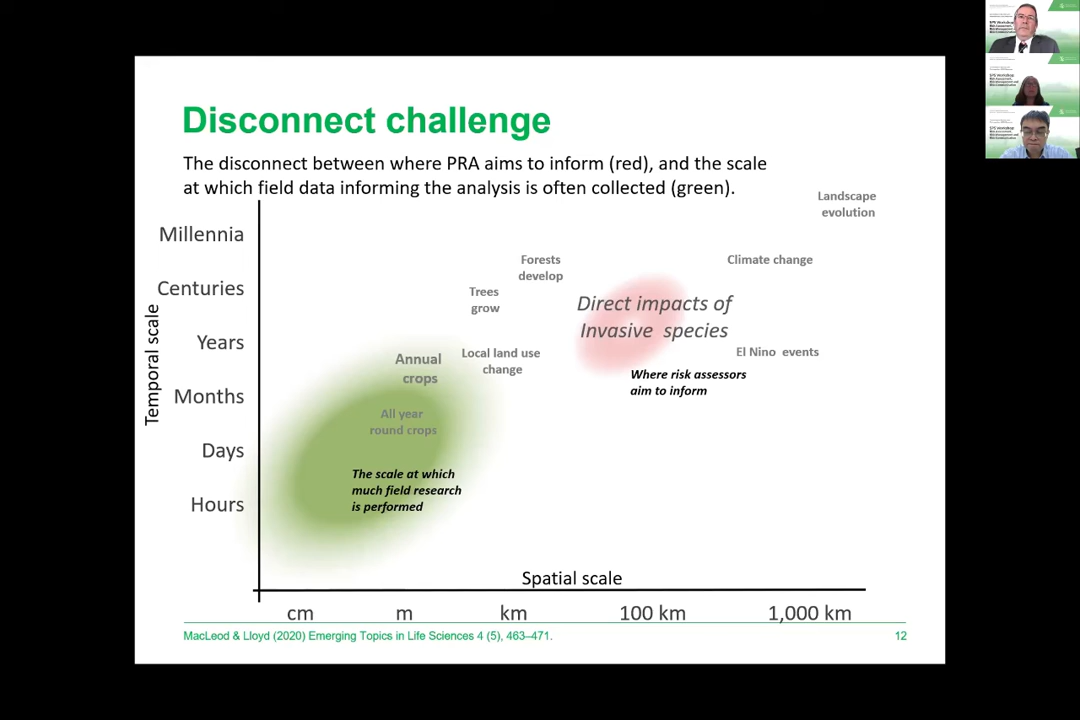 Disconnect challenge
The disconnect between where PRA aims to inform (red), and the scale
at which field data informing the analysis is often collected (green).
Landscape
evolution
Millennia
Forests
develop
Climate change
Centuries
Trees
grow
Direct impacts of
Invasive species
Temporal scale
Years
Annual
crops
Local land use
change
El Nino events
Where risk assessors
aim to inform
Months
All year
round crops
Days
The scale at which
much field research
is performed
Hours
Spatial scale
cm
m
km
100 km
1,000 km
MacLeod & Lloyd (2020) Emerging Topics in Life Sciences 4 (5), 463–471.
12